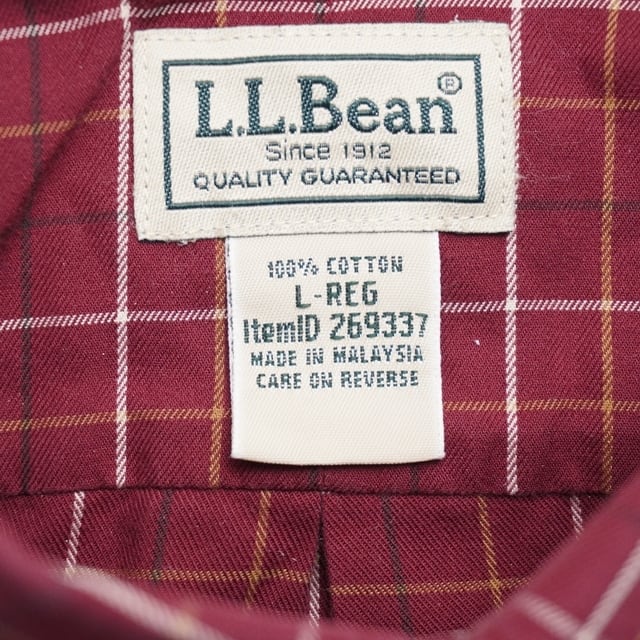 L.L.Bean®
Since 1912
QUALITY GUARANTEED
100% COTTON
L-REG
ItemID 269337
MADE IN MALAYSIA
CARE ON REVERSE